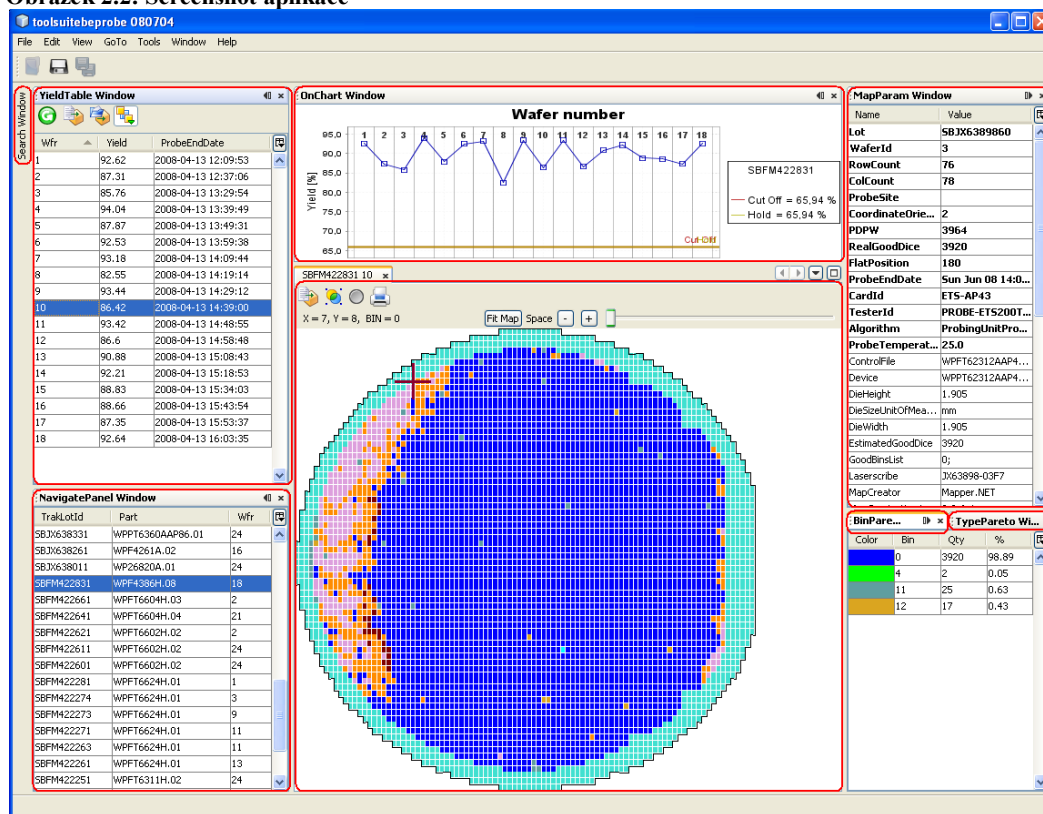 Obrázek 2.2: Screenshot aplikace
toolsuitebeprobe 080704
File Edit View GoTo Tools Window Help
Search Window
YieldTable Window
Wfr Yield ProbeEndDate
1 92.62 2008-04-13 12:09:53
2 87.31 2008-04-13 12:37:06
3 85.76 2008-04-13 13:29:54
4 94.04 2008-04-13 13:39:49
5 87.87 2008-04-13 13:49:31
6 92.53 2008-04-13 13:59:38
7 93.18 2008-04-13 14:09:44
8 82.55 2008-04-13 14:19:14
9 93.44 2008-04-13 14:29:12
10 86.42 2008-04-13 14:39:00
11 93.42 2008-04-13 14:48:55
12 86.6 2008-04-13 14:58:48
13 90.88 2008-04-13 15:08:43
14 92.21 2008-04-13 15:18:53
15 88.83 2008-04-13 15:34:03
16 88.66 2008-04-13 15:43:54
17 87.35 2008-04-13 15:53:37
18 92.64 2008-04-13 16:03:35
NavigatePanel Window
TrakLotId Part Wfr
SBJX638331 WPPT6360AAP86.01 24
SBJX638261 WPF4261A.02 16
SBJX638011 WP26820A.01 24
SBFM422831 WPF4386H.08 18
SBFM422661 WPFT6604H.03 2
SBFM422641 WPFT6604H.04 21
SBFM422621 WPFT6602H.02 2
SBFM422611 WPFT6602H.02 24
SBFM422601 WPFT6602H.02 24
SBFM422281 WPFT6624H.01 1
SBFM422274 WPFT6624H.01 3
SBFM422273 WPFT6624H.01 9
SBFM422271 WPFT6624H.01 11
SBFM422263 WPFT6624H.01 11
SBFM422261 WPFT6624H.01 13
SBFM422251 WPFT6311H.02 24
OnChart Window
Wafer number
1 2 3 4 5 6 7 8 9 10 11 12 13 14 15 16 17 18
Yield [%]
95,0
90,0
85,0
80,0
75,0
70,0
65,0
Cut Off
SBFM422831
Cut Off = 65,94 %
Hold = 65,94 %
SBFM422831 10
X = 7, Y = 8, BIN = 0
Fit Map Space - +
MapParam Window
Name Value
Lot SBJX6389860
WaferId 3
RowCount 76
ColCount 78
ProbeSite
CoordinateOrie... 2
PDPW 3964
RealGoodDice 3920
FlatPosition 180
ProbeEndDate Sun Jun 08 14:0...
CardId ETS-AP43
TesterId PROBE-ETS200T...
Algorithm ProbingUnitPro...
ProbeTemperat... 25.0
ControlFile WPFT62312AAP4...
Device WPFT62312AAP4...
DieHeight 1.905
DieSizeUnitOfMea... mm
DieWidth 1.905
EstimatedGoodDice 3920
GoodBinsList 0;
Laserscribe JX63898-03F7
MapCreator Mapper.NET
BinPare... TypePareto Wi...
Color Bin Qty %
0 3920 98.89
4 2 0.05
11 25 0.63
12 17 0.43